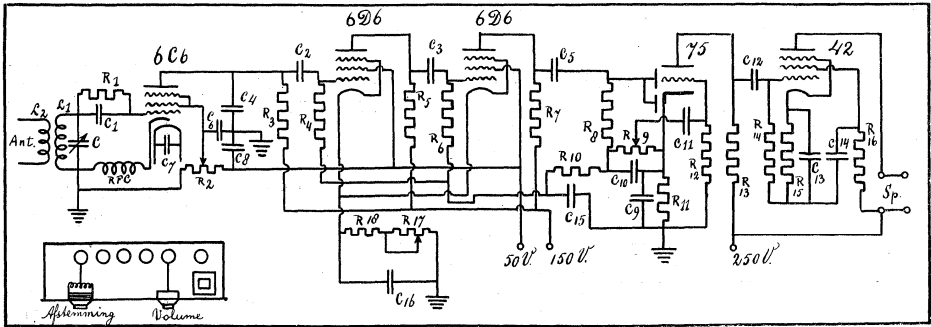 6D6
6D6
6C6
75
42
C2
C3
C5
C12
R1
L2
L1
C1
C4
R3
R4
R5
R6
R7
R8
R9
C11
R12
R13
R14
R15
C13
C14
R16
Ant.
C
C6
C8
C7
RFC
R2
R10
C10
C9
R11
C15
Sp.
R18
R17
50V.
150V.
250V.
C16
Afstemming
Volume